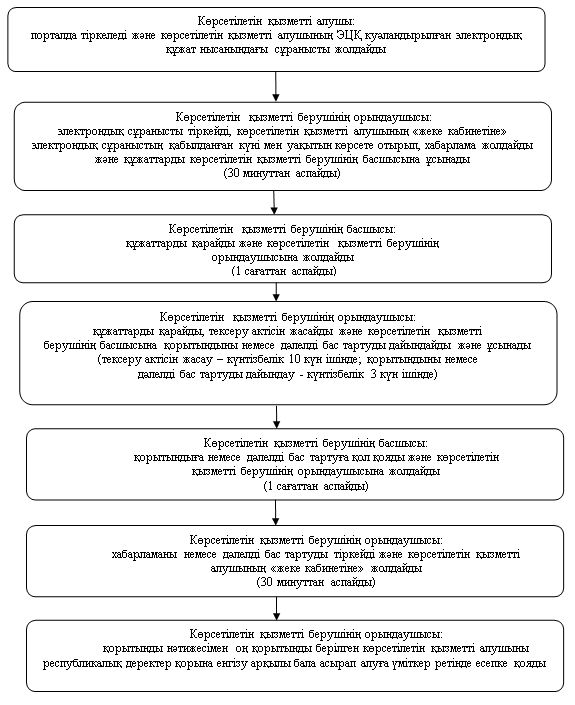 Көрсетілетін қызметті алушы:
порталда тіркеледі және көрсетілетін қызметті алушының ЭЦҚ куәландырылған электрондық
құжат нысанындағы сұранысты жолдайды
Көрсетілетін қызметті берушінің орындаушысы:
электрондық сұранысты тіркейді, көрсетілетін қызметті алушының «жеке кабинетіне»
электрондық сұраныстың қабылданған күні мен уақытын көрсете отырып, хабарлама жолдайды
және құжаттарды көрсетілетін қызметті берушінің басшысына ұсынады
(30 минуттан аспайды)
Көрсетілетін қызметті берушінің басшысы:
құжаттарды қарайды және көрсетілетін қызметті берушінің
орындаушысына жолдайды
(1 сағаттан аспайды)
Көрсетілетін қызметті берушінің орындаушысы:
құжаттарды қарайды, тексеру актісін жасайды және көрсетілетін қызметті
берушінің басшысына қорытындыны немесе дәлелді бас тартуды дайындайды және ұсынады
(тексеру актісін жасау – күнтізбелік 10 күн ішінде; қорытындыны немесе
дәлелді бас тартуды дайындау - күнтізбелік 3 күн ішінде)
Көрсетілетін қызметті берушінің басшысы:
қорытындыға немесе дәлелді бас тартуға қол қояды және көрсетілетін
қызметті берушінің орындаушысына жолдайды
(1 сағаттан аспайды)
Көрсетілетін қызметті берушінің орындаушысы:
хабарламаны немесе дәлелді бас тартуды тіркейді және көрсетілетін қызметті
алушының «жеке кабинетіне» жолдайды
(30 минуттан аспайды)
Көрсетілетін қызметті берушінің орындаушысы:
қорытынды нәтижесімен оң қорытынды берілген көрсетілетін қызметті алушыны
республикалық деректер қорына енгізу арқылы бала асырап алуға үміткер ретінде есепке қояды